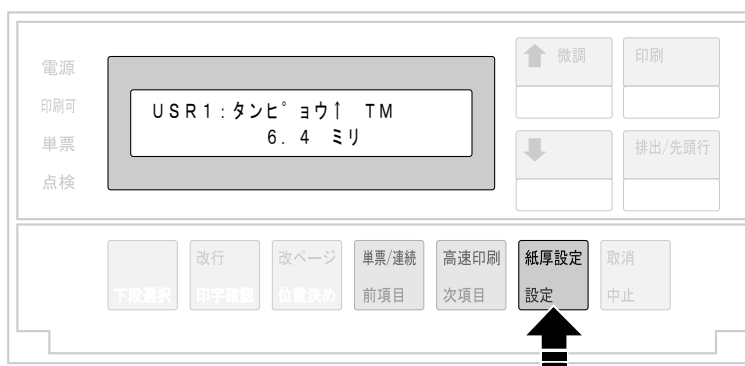 電源
印刷可
単票
点検
USR1:タンピョウ↑ TM
6.4 ミリ
微調
印刷
排出/先頭行
改行
改ページ
単票/連続
高速印刷
紙厚設定
取消
下段選択
印字確認
位置決め
前項目
次項目
設定
中止